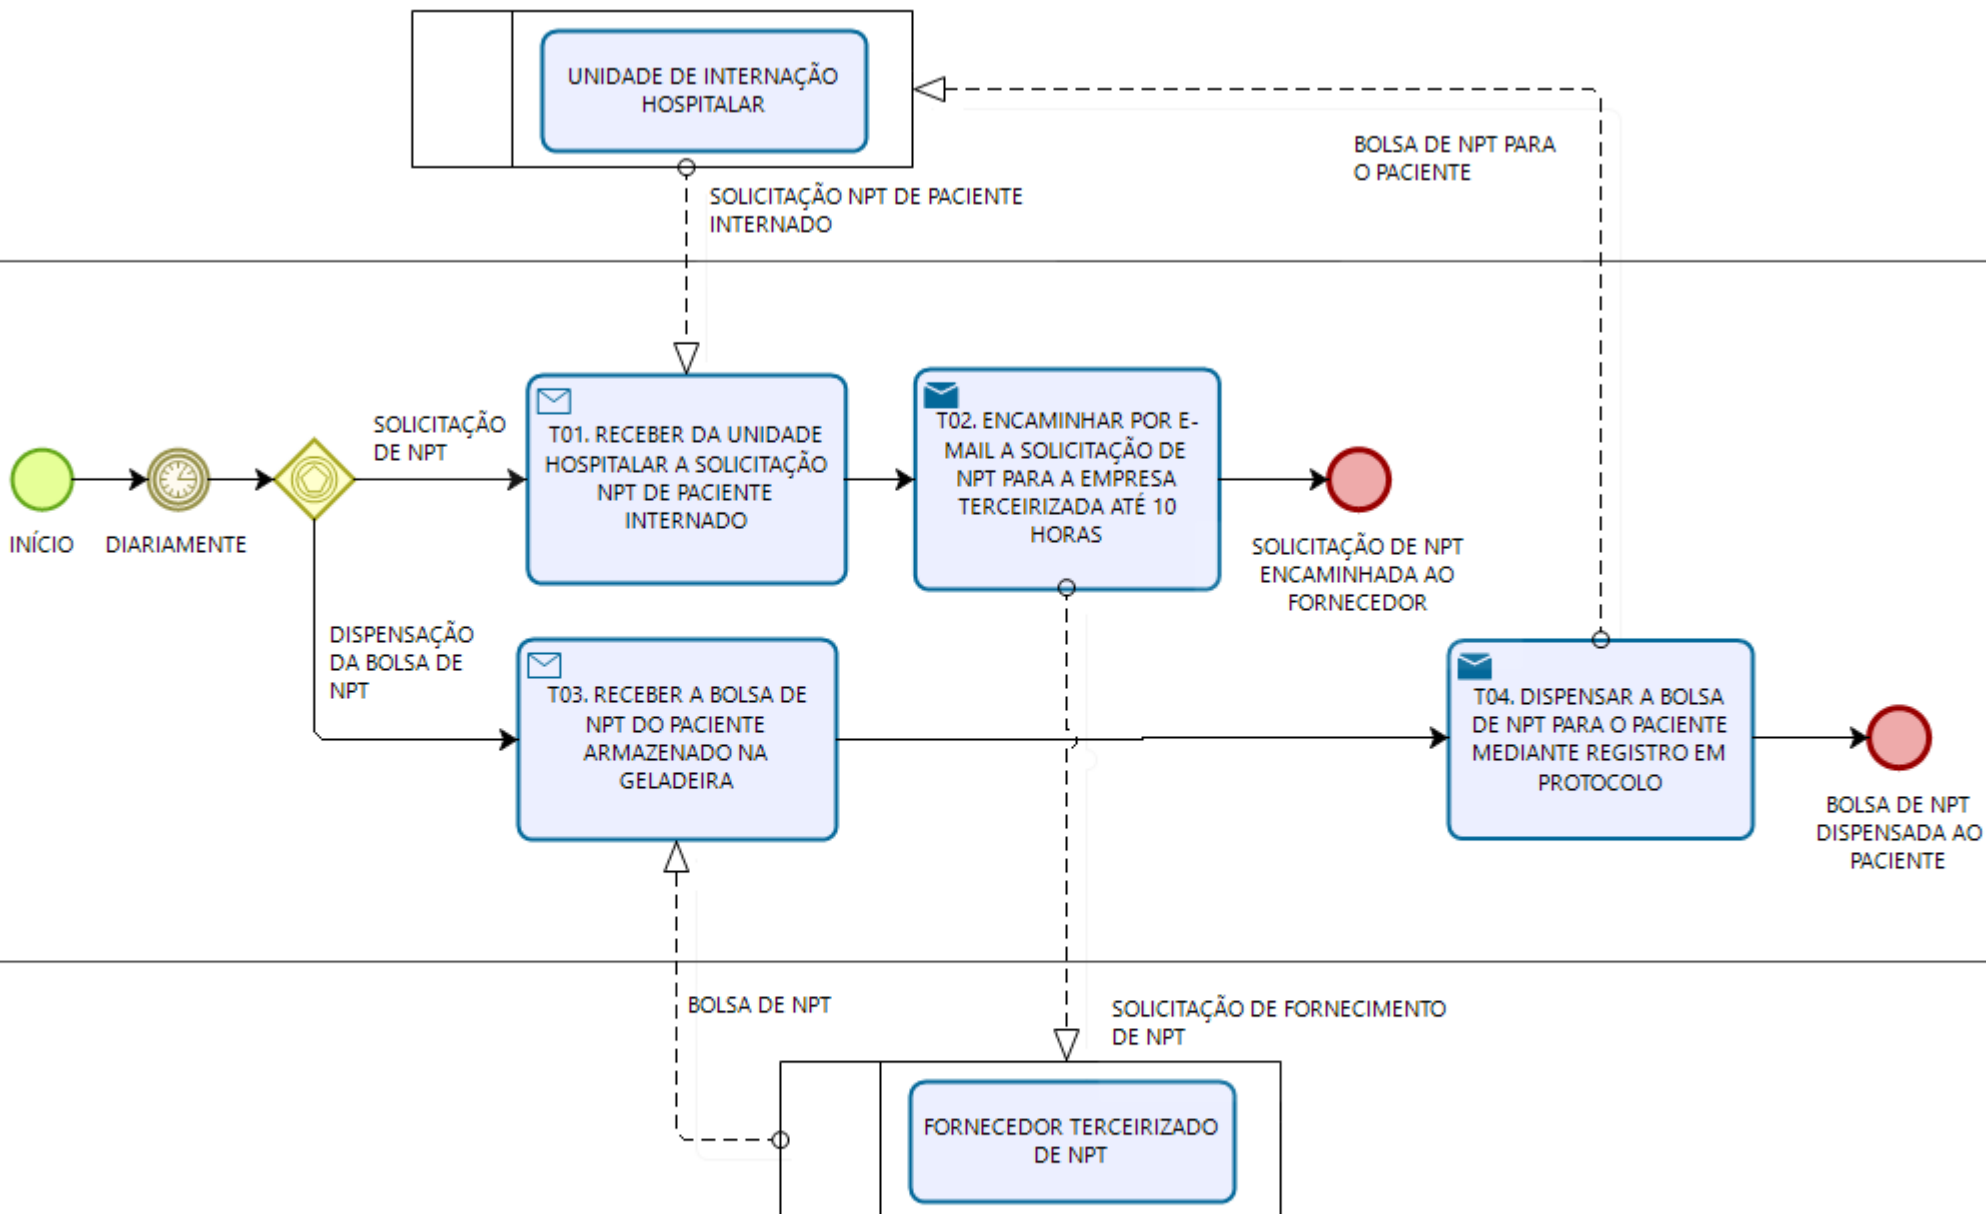 UNIDADE DE INTERNAÇÃO
HOSPITALAR
BOLSA DE NPT PARA
O PACIENTE
SOLICITAÇÃO NPT DE PACIENTE
INTERNADO
INÍCIO
DIARIAMENTE
SOLICITAÇÃO
DE NPT
T01. RECEBER DA UNIDADE
HOSPITALAR A SOLICITAÇÃO
NPT DE PACIENTE
INTERNADO
T02. ENCAMINHAR POR E-
MAIL A SOLICITAÇÃO DE
NPT PARA A EMPRESA
TERCEIRIZADA ATÉ 10
HORAS
SOLICITAÇÃO DE NPT
ENCAMINHADA AO
FORNECEDOR
DISPENSAÇÃO
DA BOLSA DE
NPT
T03. RECEBER A BOLSA DE
NPT DO PACIENTE
ARMAZENADO NA
GELADEIRA
T04. DISPENSAR A BOLSA
DE NPT PARA O PACIENTE
MEDIANTE REGISTRO EM
PROTOCOLO
BOLSA DE NPT
DISPENSADA AO
PACIENTE
BOLSA DE NPT
SOLICITAÇÃO DE FORNECIMENTO
DE NPT
FORNECEDOR TERCEIRIZADO
DE NPT